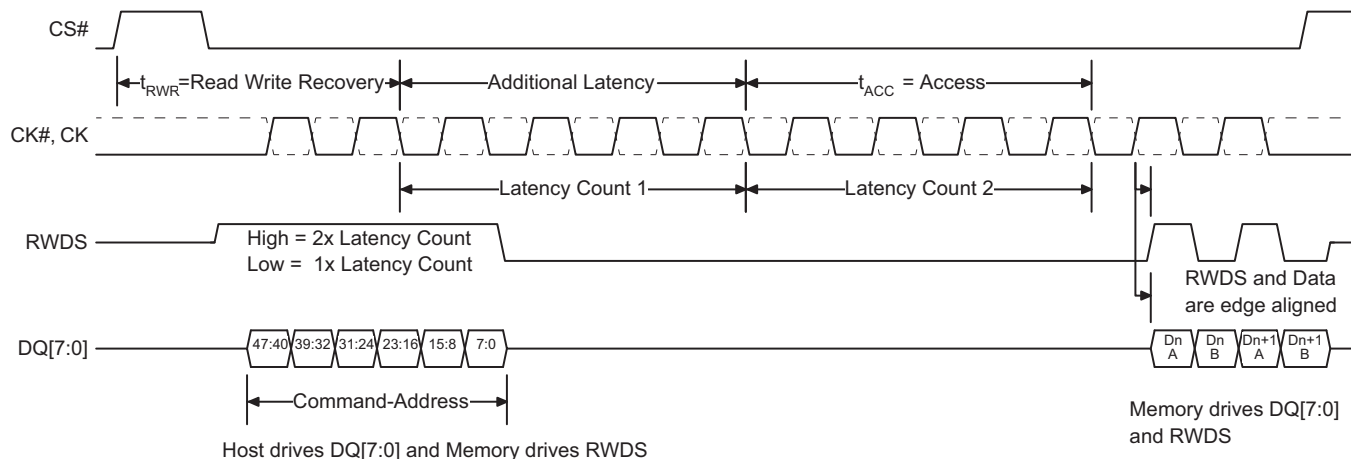 CS#
tRWR=Read Write Recovery
Additional Latency
tACC = Access
CK#, CK
Latency Count 1
Latency Count 2
RWDS
High = 2x Latency Count
Low = 1x Latency Count
RWDS and Data
are edge aligned
DQ[7:0]
47:40
39:32
31:24
23:16
15:8
7:0
Dn
A
Dn
B
Dn+1
A
Dn+1
B
Command-Address
Memory drives DQ[7:0]
and RWDS
Host drives DQ[7:0] and Memory drives RWDS